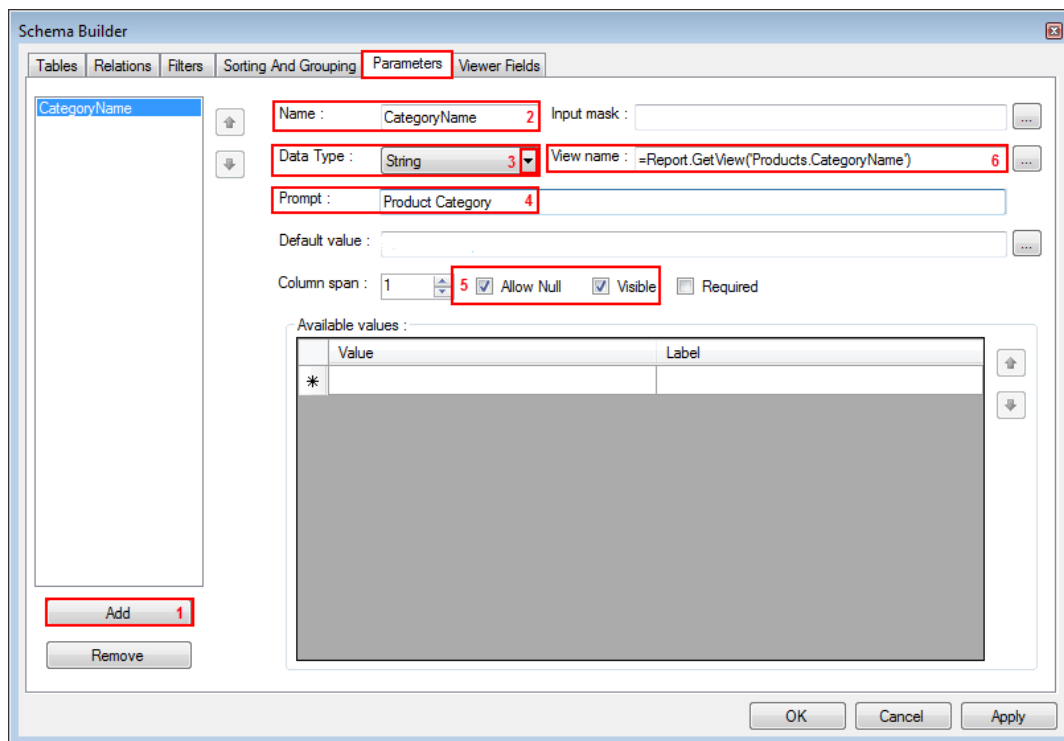 Schema Builder
Tables Relations Filters Sorting And Grouping Parameters Viewer Fields
CategoryName
Name : CategoryName 2 Input mask : ...
Data Type : String 3 View name : =Report.GetView('Products.CategoryName') 6 ...
Prompt : Product Category 4
Default value : ...
Column span : 1 5 Allow Null Visible Required
Available values :
Value Label
Add 1
Remove
OK Cancel Apply